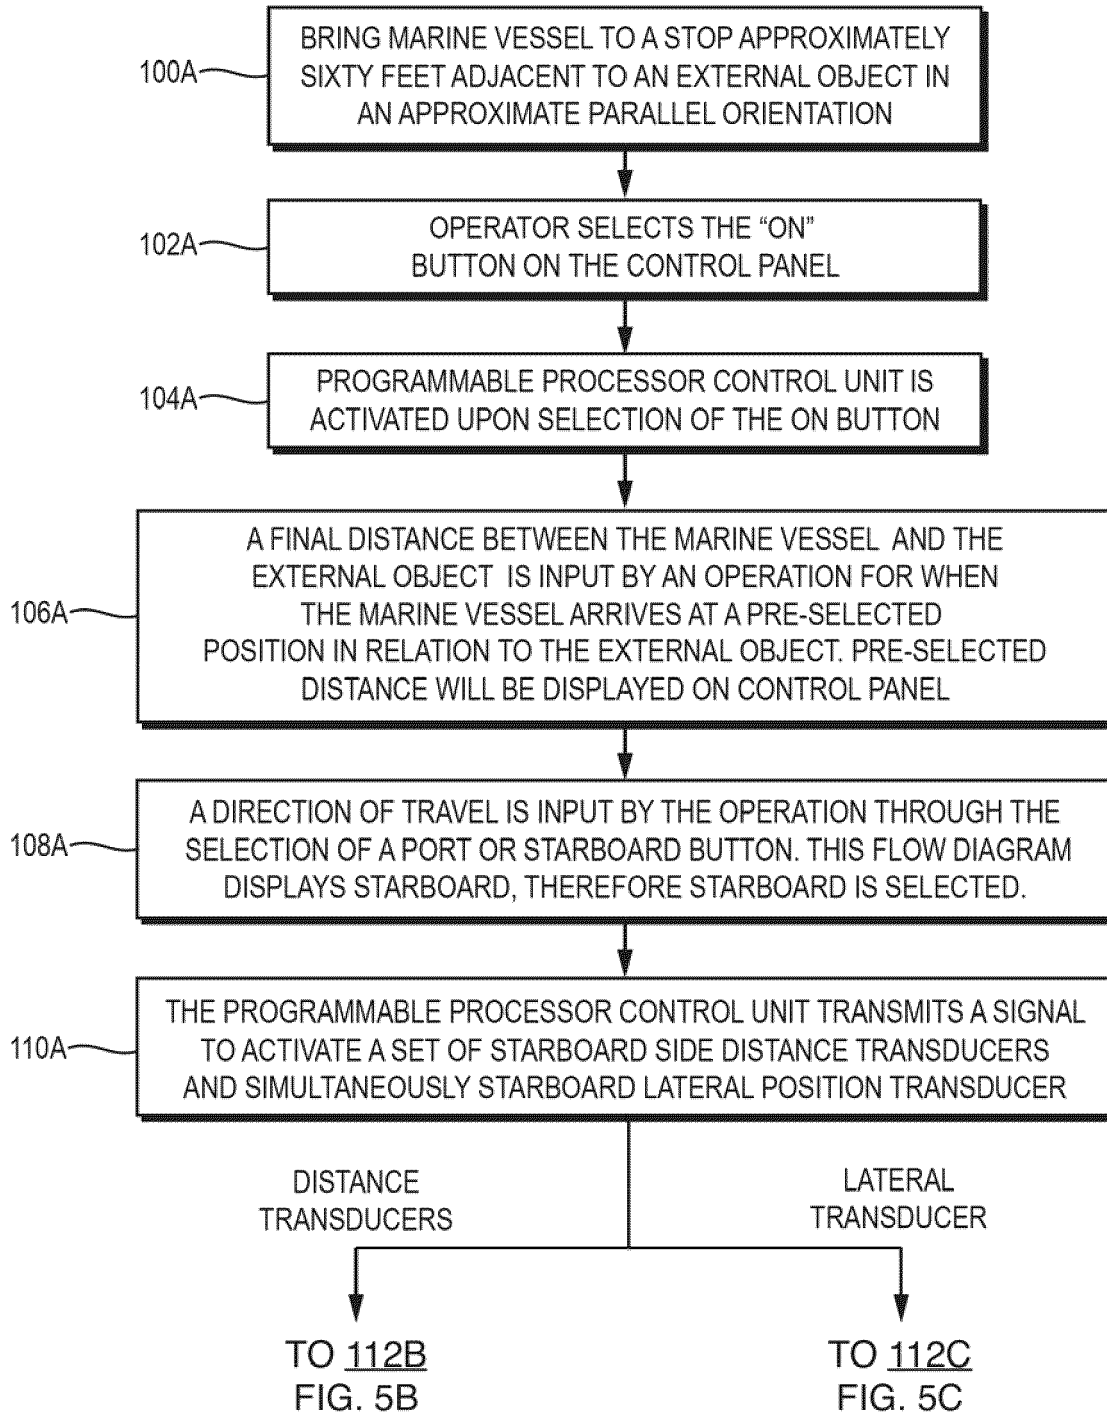 BRING MARINE VESSEL TO A STOP APPROXIMATELY
100A
SIXTY FEET ADJACENT TO AN EXTERNAL OBJECT IN
AN APPROXIMATE PARALLEL ORIENTATION
102A
OPERATOR SELECTS THE “ON”
BUTTON ON THE CONTROL PANEL
104A
PROGRAMMABLE PROCESSOR CONTROL UNIT IS
ACTIVATED UPON SELECTION OF THE ON BUTTON
106A
A FINAL DISTANCE BETWEEN THE MARINE VESSEL AND THE
EXTERNAL OBJECT IS INPUT BY AN OPERATION FOR WHEN
THE MARINE VESSEL ARRIVES AT A PRE-SELECTED
POSITION IN RELATION TO THE EXTERNAL OBJECT. PRE-SELECTED
DISTANCE WILL BE DISPLAYED ON CONTROL PANEL
108A
A DIRECTION OF TRAVEL IS INPUT BY THE OPERATION THROUGH THE
SELECTION OF A PORT OR STARBOARD BUTTON. THIS FLOW DIAGRAM
DISPLAYS STARBOARD, THEREFORE STARBOARD IS SELECTED.
110A
THE PROGRAMMABLE PROCESSOR CONTROL UNIT TRANSMITS A SIGNAL
TO ACTIVATE A SET OF STARBOARD SIDE DISTANCE TRANSDUCERS
AND SIMULTANEOUSLY STARBOARD LATERAL POSITION TRANSDUCER
DISTANCE
TRANSDUCERS
LATERAL
TRANSDUCER
TO 112B
FIG. 5B
TO 112C
FIG. 5C